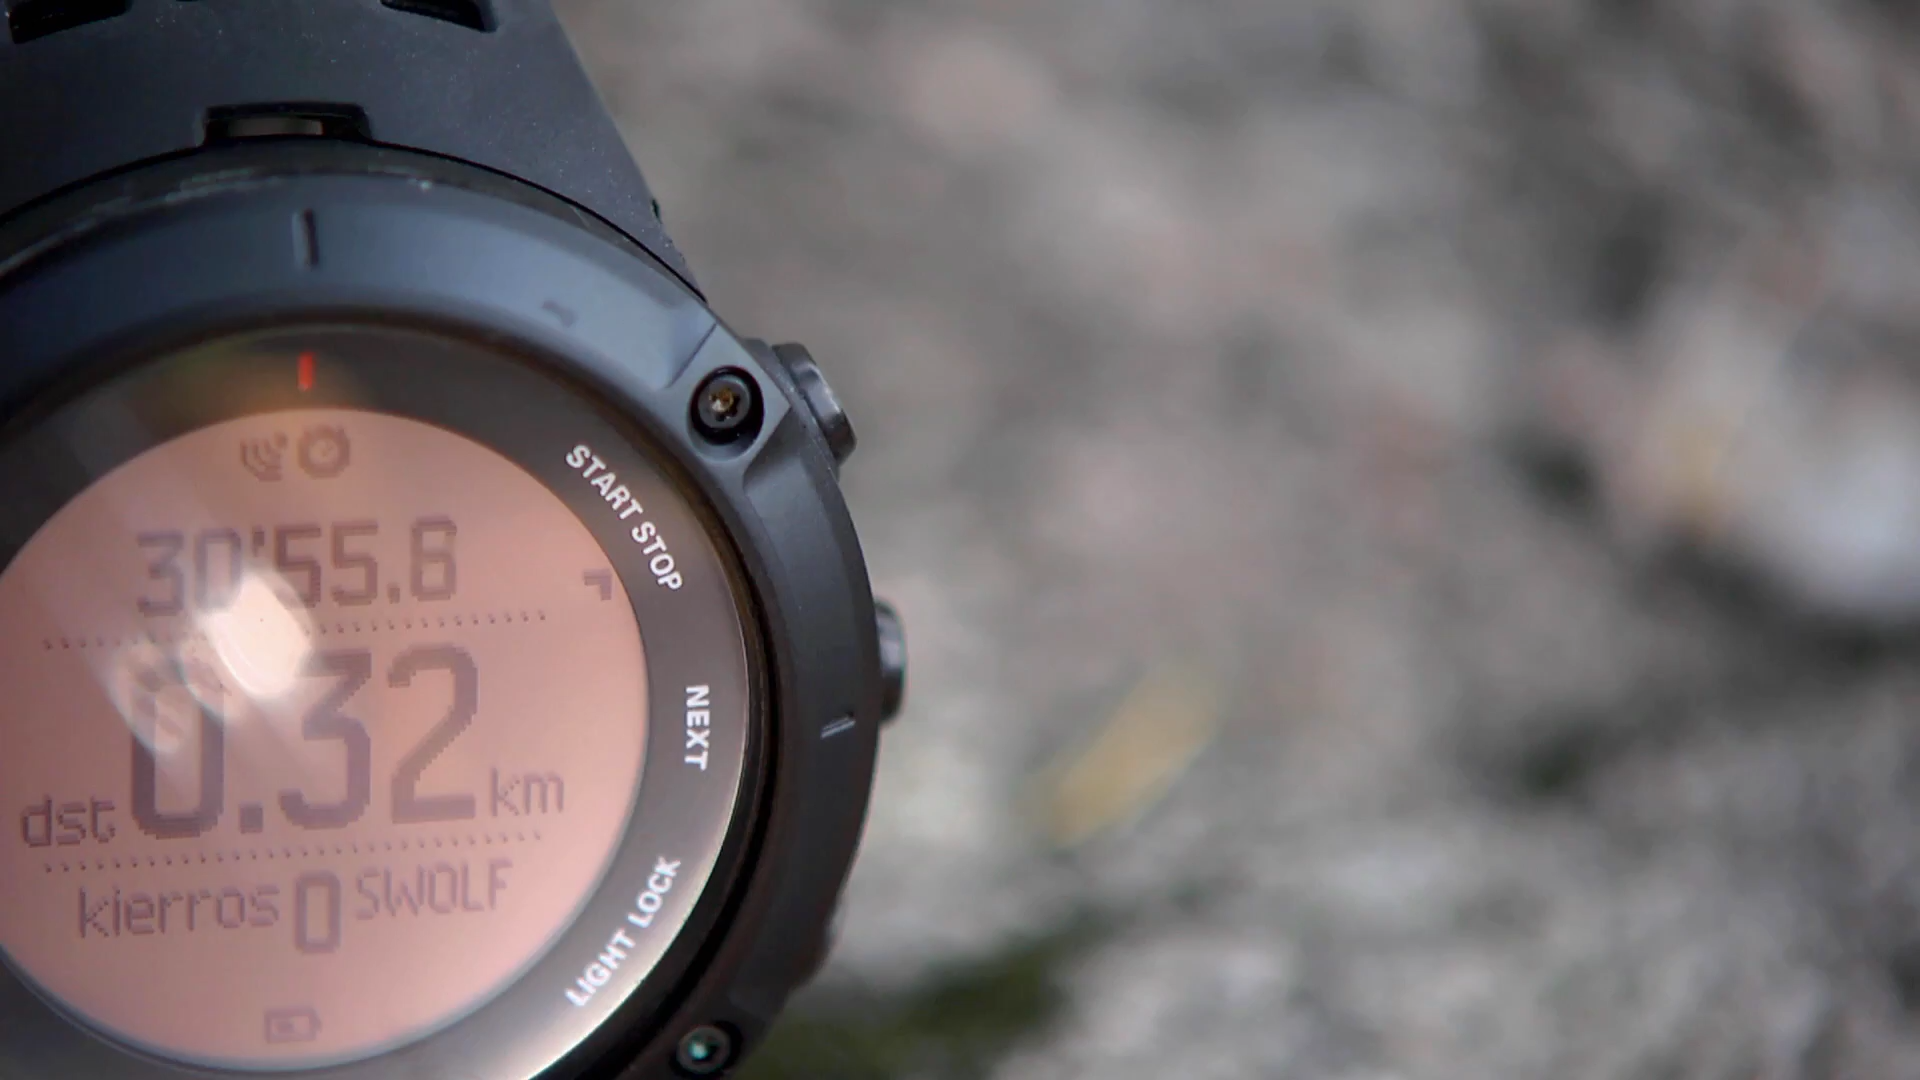 30'55.8
0.32
dst km
kierros 0 SWOLF
START STOP
NEXT
LIGHT LOCK